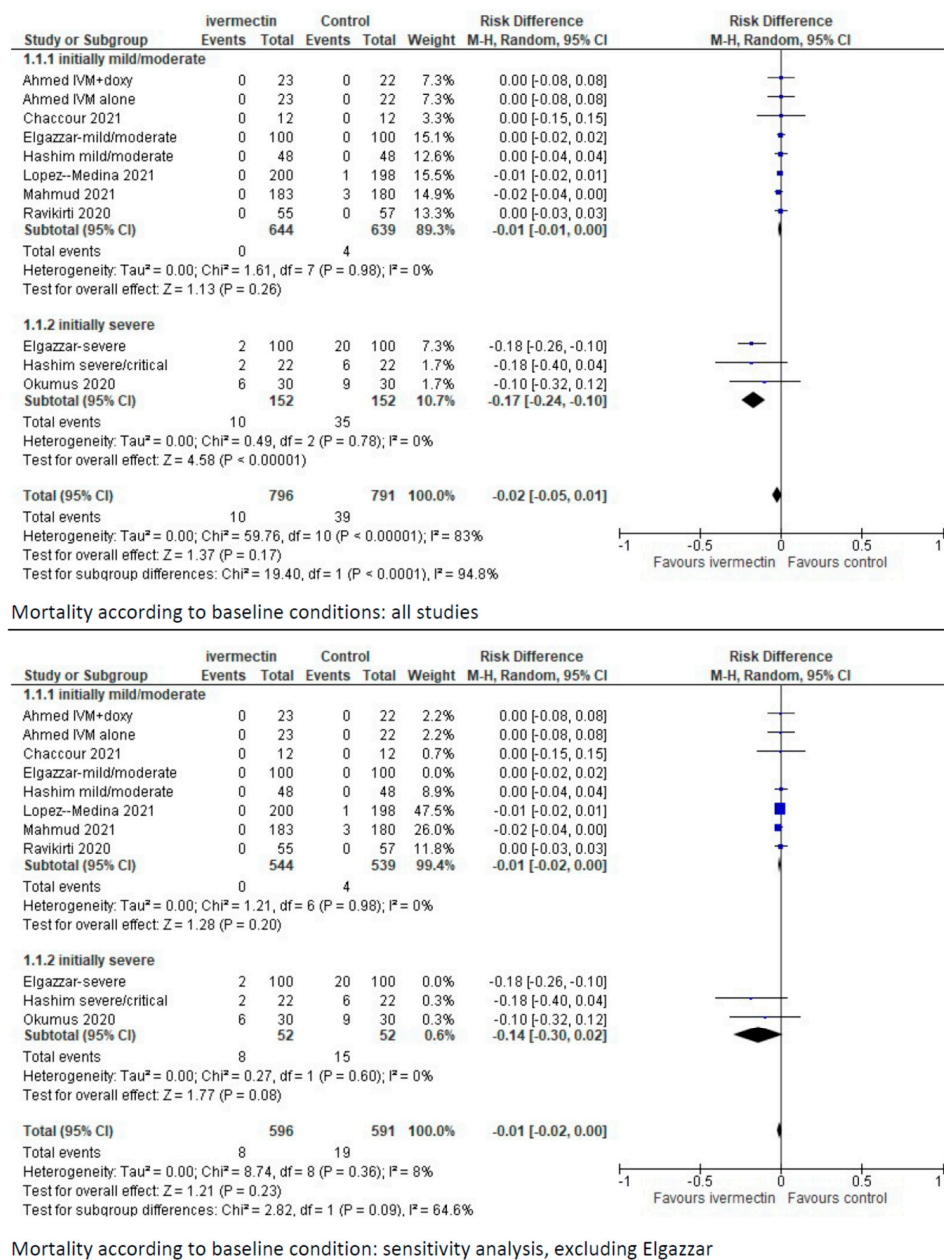 ivermectin Control Risk Difference Risk Difference
Study or Subgroup Events Total Events Total Weight M-H, Random, 95% CI M-H, Random, 95% CI
1.1.1 initially mild/moderate
Ahmed IVM+doxy 0 23 0 22 7.3% 0.00 [-0.08, 0.08]
Ahmed IVM alone 0 23 0 22 7.3% 0.00 [-0.08, 0.08]
Chaccour 2021 0 12 0 12 3.3% 0.00 [-0.15, 0.15]
Elgazzar-mild/moderate 0 100 0 100 15.1% 0.00 [-0.02, 0.02]
Hashim mild/moderate 0 48 0 48 12.6% 0.00 [-0.04, 0.04]
Lopez--Medina 2021 0 200 1 198 15.5% -0.01 [-0.02, 0.01]
Mahmud 2021 0 183 3 180 14.9% -0.02 [-0.04, 0.00]
Ravikirti 2020 0 55 0 57 13.3% 0.00 [-0.03, 0.03]
Subtotal (95% CI) 644 639 89.3% -0.01 [-0.01, 0.00]
Total events 0 4
Heterogeneity: Tau² = 0.00; Chi² = 1.61, df = 7 (P = 0.98); I² = 0%
Test for overall effect: Z = 1.13 (P = 0.26)
1.1.2 initially severe
Elgazzar-severe 2 100 20 100 7.3% -0.18 [-0.26, -0.10]
Hashim severe/critical 2 22 6 22 1.7% -0.18 [-0.40, 0.04]
Okumus 2020 6 30 9 30 1.7% -0.10 [-0.32, 0.12]
Subtotal (95% CI) 152 152 10.7% -0.17 [-0.24, -0.10]
Total events 10 35
Heterogeneity: Tau² = 0.00; Chi² = 0.49, df = 2 (P = 0.78); I² = 0%
Test for overall effect: Z = 4.58 (P < 0.00001)
Total (95% CI) 796 791 100.0% -0.02 [-0.05, 0.01]
Total events 10 39
Heterogeneity: Tau² = 0.00; Chi² = 59.76, df = 10 (P < 0.00001); I² = 83%
Test for overall effect: Z = 1.37 (P = 0.17)
Test for subgroup differences: Chi² = 19.40, df = 1 (P < 0.0001), I² = 94.8%
-1 -0.5 0 0.5 1
Favours ivermectin Favours control
Mortality according to baseline conditions: all studies
ivermectin Control Risk Difference Risk Difference
Study or Subgroup Events Total Events Total Weight M-H, Random, 95% CI M-H, Random, 95% CI
1.1.1 initially mild/moderate
Ahmed IVM+doxy 0 23 0 22 2.2% 0.00 [-0.08, 0.08]
Ahmed IVM alone 0 23 0 22 2.2% 0.00 [-0.08, 0.08]
Chaccour 2021 0 12 0 12 0.7% 0.00 [-0.15, 0.15]
Elgazzar-mild/moderate 0 100 0 100 0.0% 0.00 [-0.02, 0.02]
Hashim mild/moderate 0 48 0 48 8.9% 0.00 [-0.04, 0.04]
Lopez--Medina 2021 0 200 1 198 47.5% -0.01 [-0.02, 0.01]
Mahmud 2021 0 183 3 180 26.0% -0.02 [-0.04, 0.00]
Ravikirti 2020 0 55 0 57 11.8% 0.00 [-0.03, 0.03]
Subtotal (95% CI) 544 539 99.4% -0.01 [-0.02, 0.00]
Total events 0 4
Heterogeneity: Tau² = 0.00; Chi² = 1.21, df = 6 (P = 0.98); I² = 0%
Test for overall effect: Z = 1.28 (P = 0.20)
1.1.2 initially severe
Elgazzar-severe 2 100 20 100 0.0% -0.18 [-0.26, -0.10]
Hashim severe/critical 2 22 6 22 0.3% -0.18 [-0.40, 0.04]
Okumus 2020 6 30 9 30 0.3% -0.10 [-0.32, 0.12]
Subtotal (95% CI) 52 52 0.6% -0.14 [-0.30, 0.02]
Total events 8 15
Heterogeneity: Tau² = 0.00; Chi² = 0.27, df = 1 (P = 0.60); I² = 0%
Test for overall effect: Z = 1.77 (P = 0.08)
Total (95% CI) 596 591 100.0% -0.01 [-0.02, 0.00]
Total events 8 19
Heterogeneity: Tau² = 0.00; Chi² = 8.74, df = 8 (P = 0.36); I² = 8%
Test for overall effect: Z = 1.21 (P = 0.23)
Test for subgroup differences: Chi² = 2.82, df = 1 (P = 0.09), I² = 64.6%
-1 -0.5 0 0.5 1
Favours ivermectin Favours control
Mortality according to baseline condition: sensitivity analysis, excluding Elgazzar